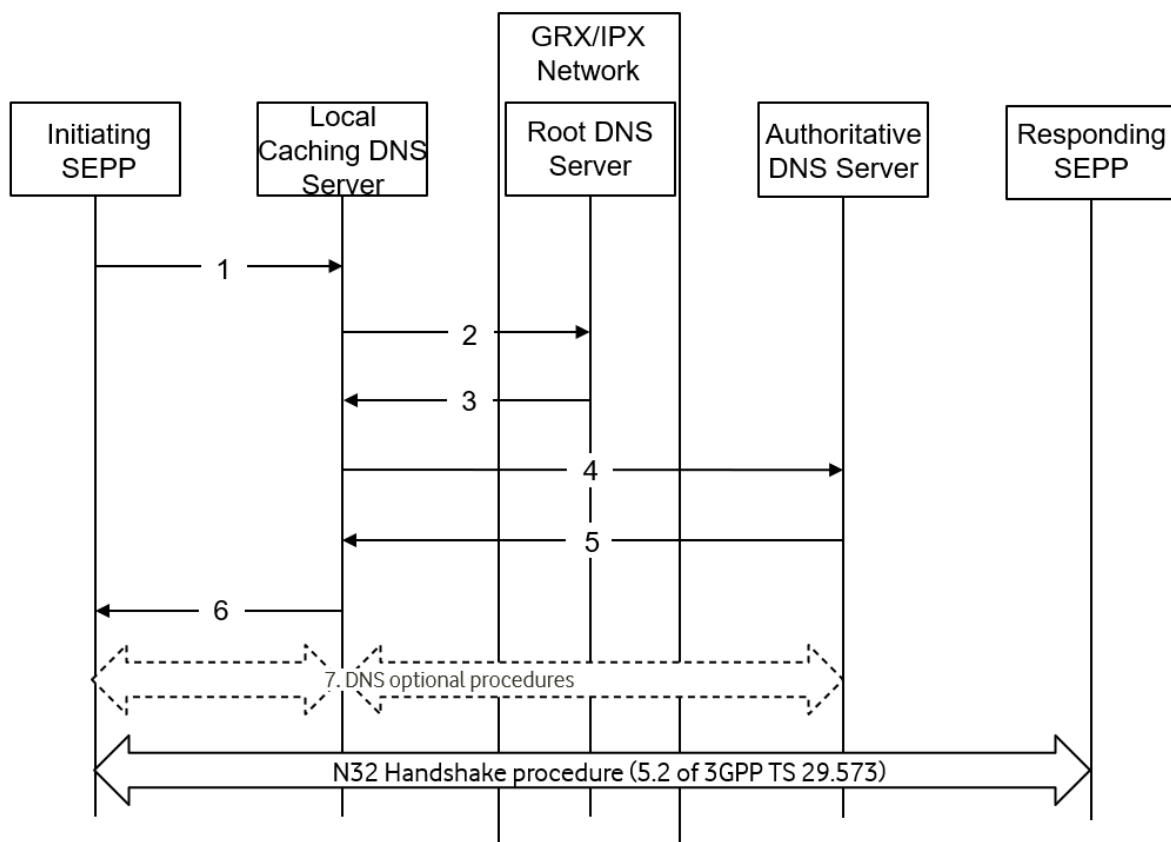 GRX/IPX
Network
Initiating
SEPP
Local
Caching DNS
Server
Root DNS
Server
Authoritative
DNS Server
Responding
SEPP
1
2
3
4
5
6
7. DNS optional procedures
N32 Handshake procedure (5.2 of 3GPP TS 29.573)